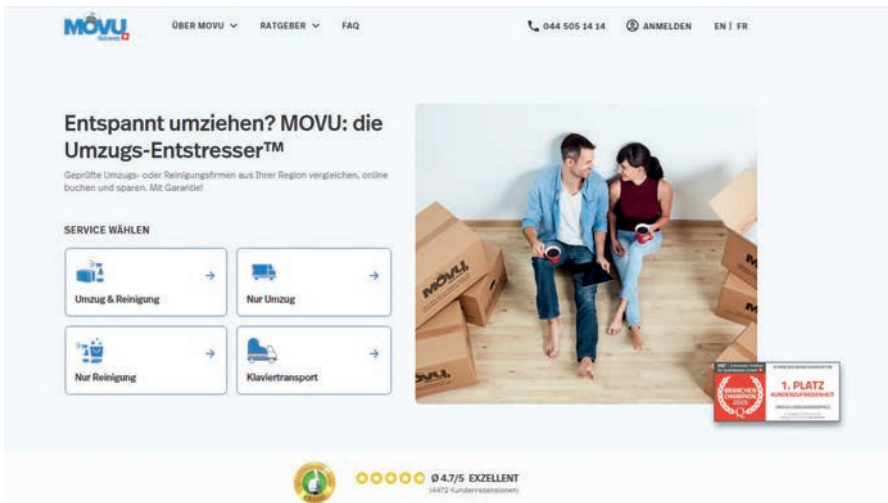 MOVU
Schweiz
ÜBER MOVU
RATGEBER
FAQ
044 505 14 14
ANMELDEN
EN | FR
Entspannt umziehen? MOVU: die
Umzugs-Entstresser™
Geprüfte Umzugs- oder Reinigungsfirmen aus Ihrer Region vergleichen, online
buchen und sparen. Mit Garantie!
SERVICE WÄHLEN
Umzug & Reinigung
Nur Umzug
Nur Reinigung
Klaviertransport
MOVU
MOVU
BRANCHEN
CHAMPION
2025
Q
1. PLATZ
KUNDENZUFRIEDENHEIT
Ø 4.7/5 EXZELLENT
(4472 Kundenrezensionen)